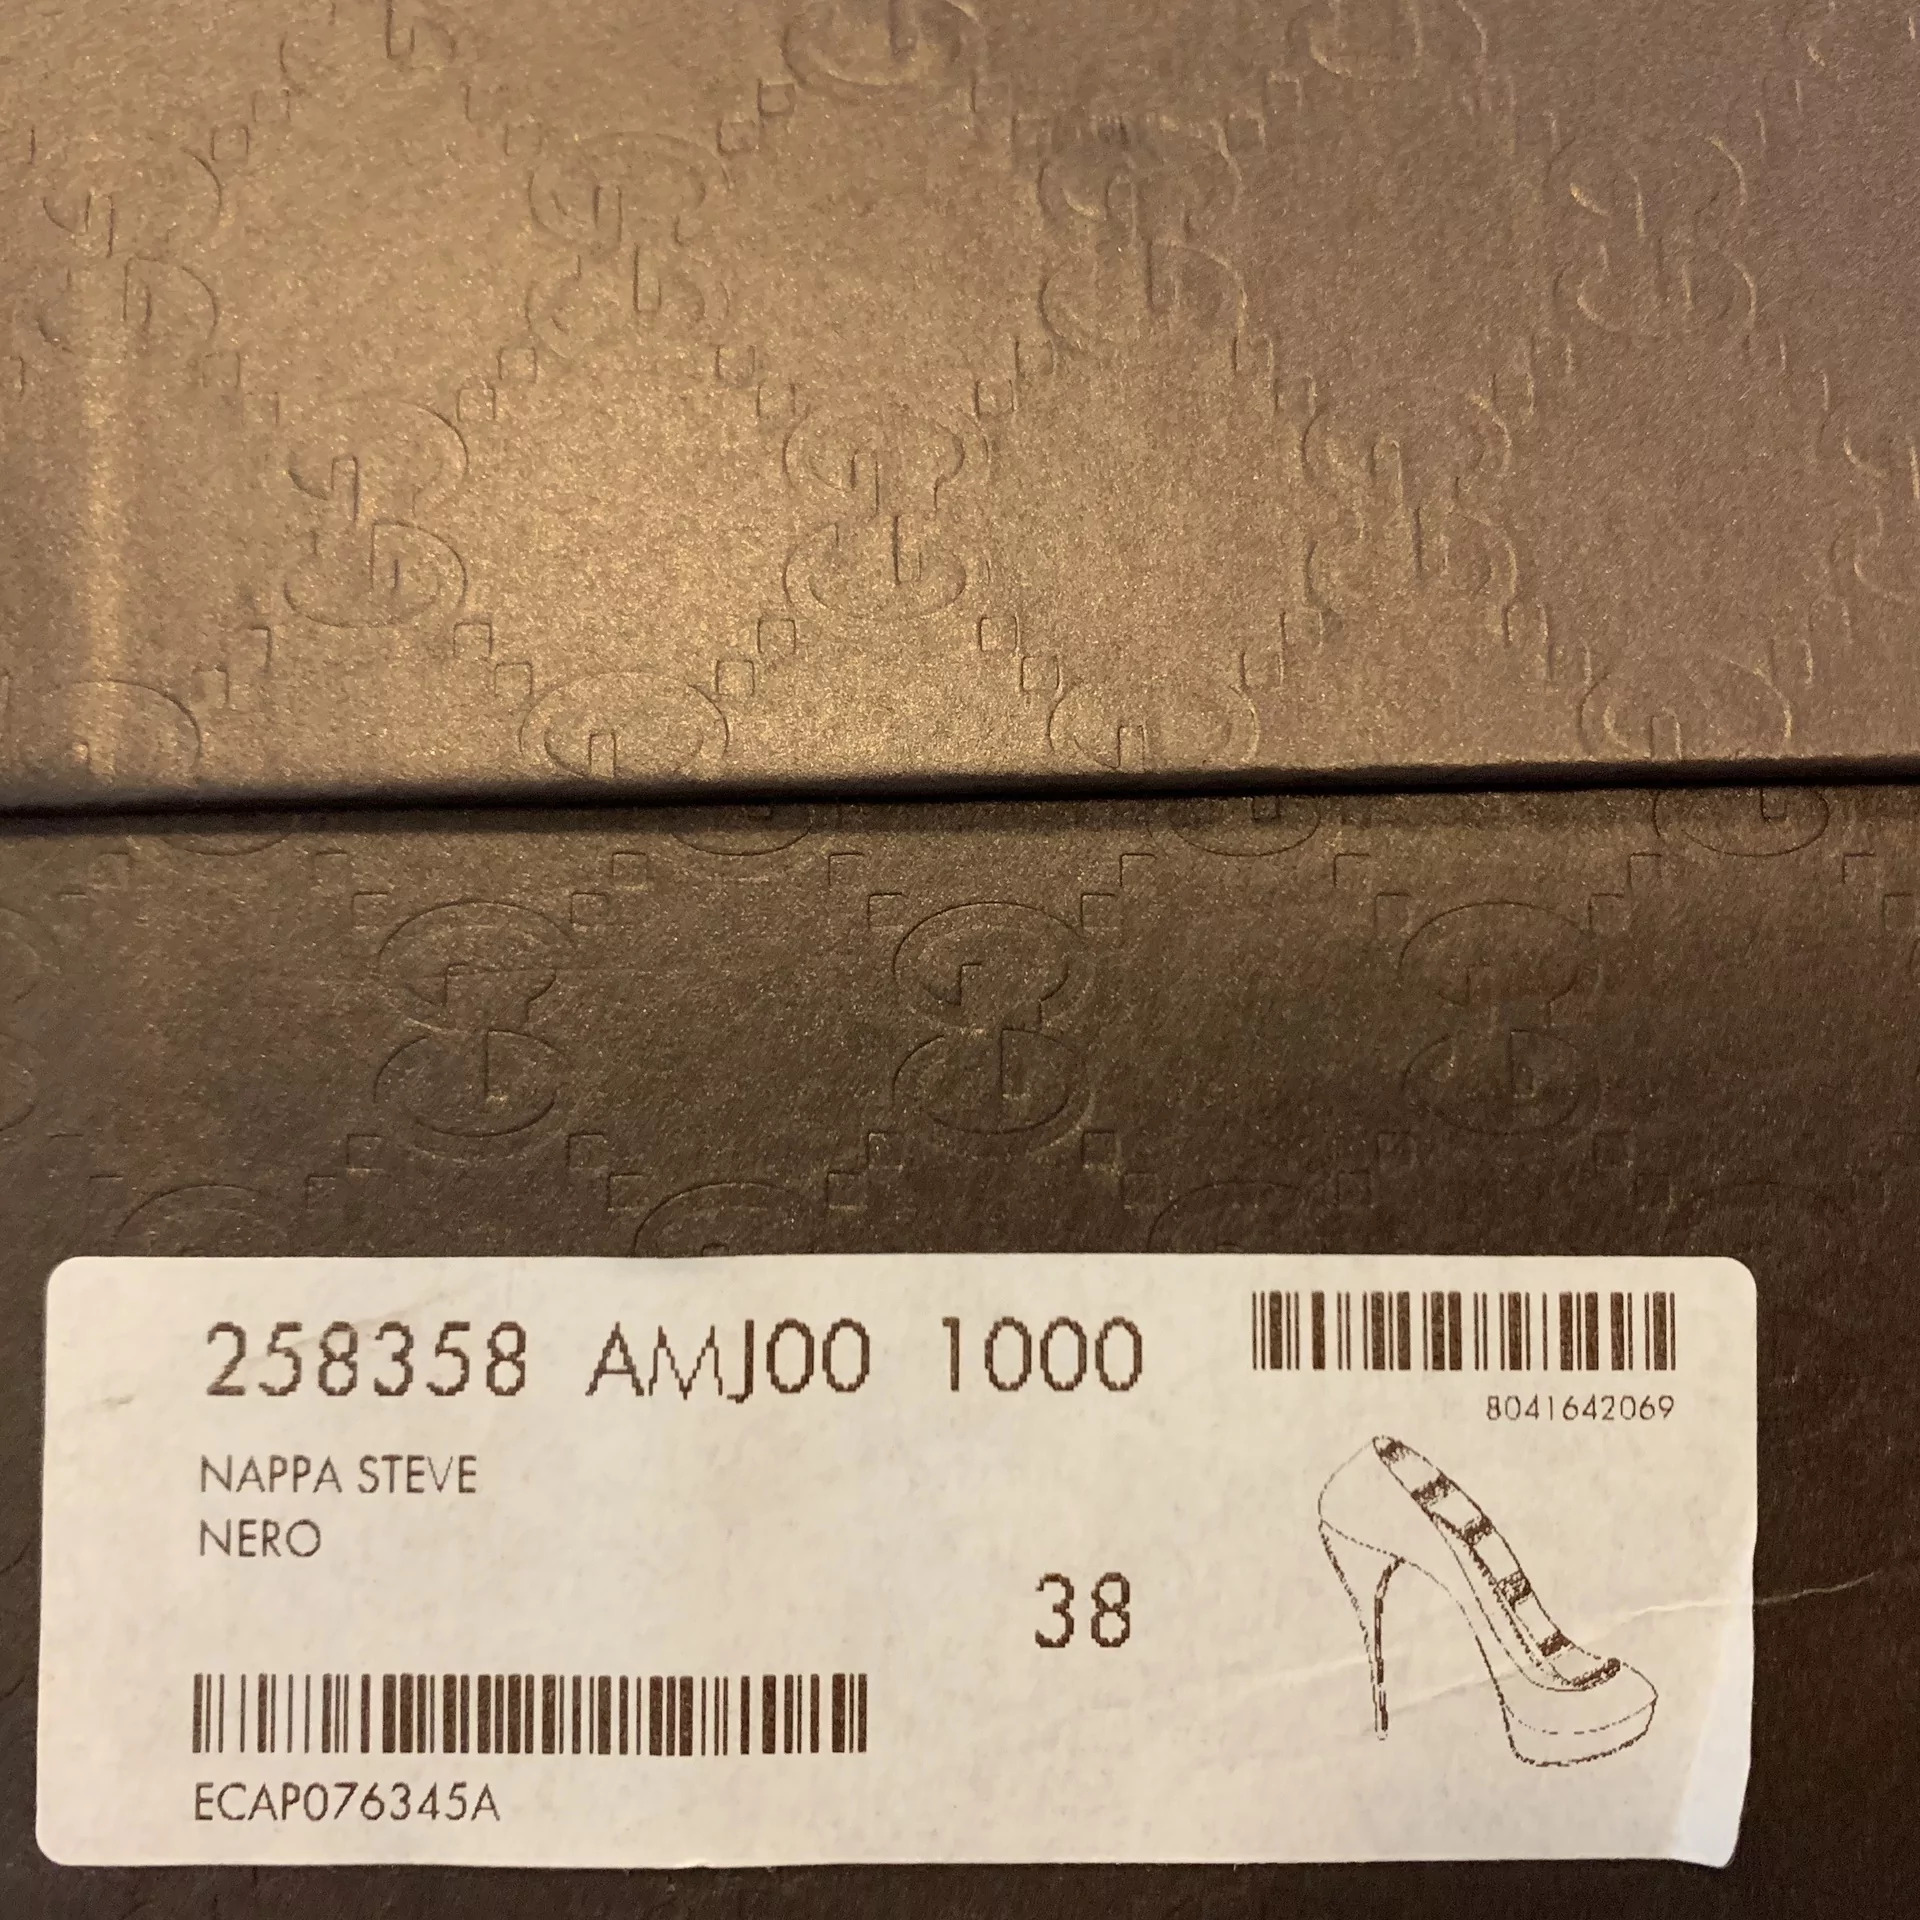 258358 AMJ00 1000
8041642069
NAPPA STEVE
NERO
38
ECAP076345A